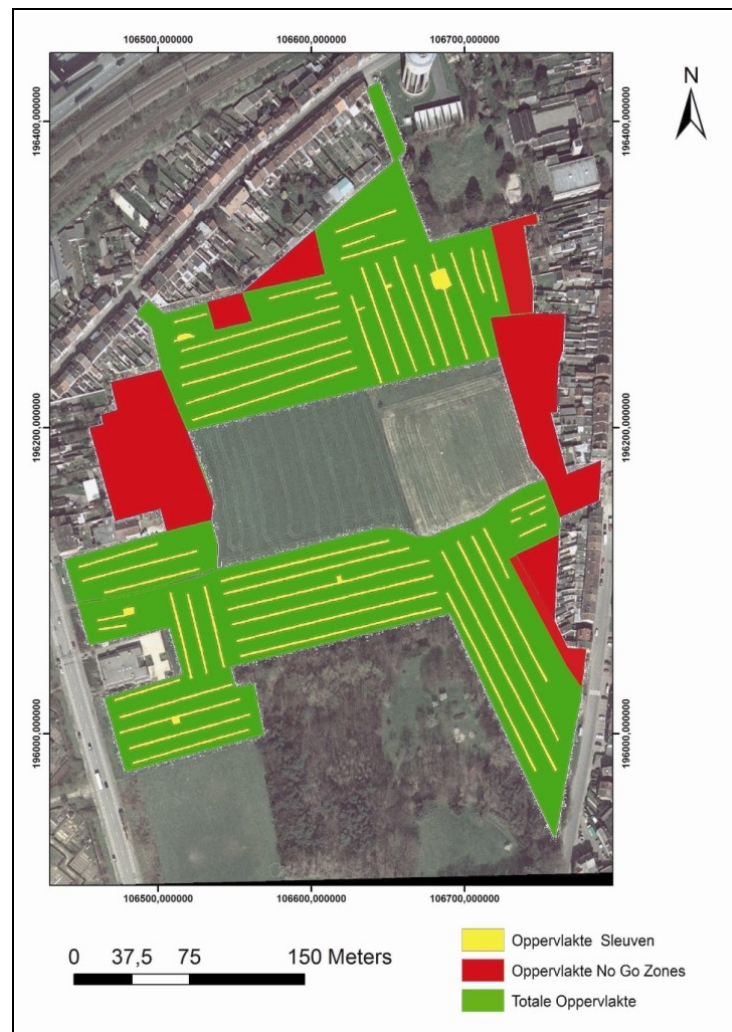 106500,000000 106600,000000 106700,000000
N
196400,000000 196400,000000
196200,000000 196200,000000
196000,000000 196000,000000
106500,000000 106600,000000 106700,000000
0 37,5 75 150 Meters
Oppervlakte Sleuven
Oppervlakte No Go Zones
Totale Oppervlakte